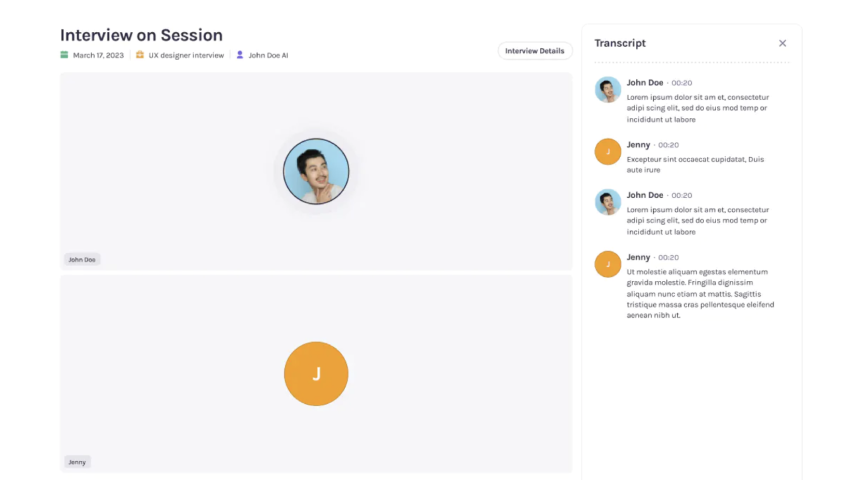 Interview on Session
March 17, 2023
UX designer interview
John Doe AI
Interview Details
John Doe
J
Jenny
Transcript
John Doe · 00:20
Lorem ipsum dolor sit am et, consectetur
adipi scing elit, sed do eius mod temp or
incididunt ut labore
J
Jenny · 00:20
Excepteur sint occaecat cupidatat, Duis
aute irure
John Doe · 00:20
Lorem ipsum dolor sit am et, consectetur
adipi scing elit, sed do eius mod temp or
incididunt ut labore
J
Jenny · 00:20
Ut molestie aliquam egestas elementum
gravida molestie. Fringilla dignissim
aliquam nunc etiam at mattis. Sagittis
tristique massa cras pellentesque eleifend
aenean nibh ut.